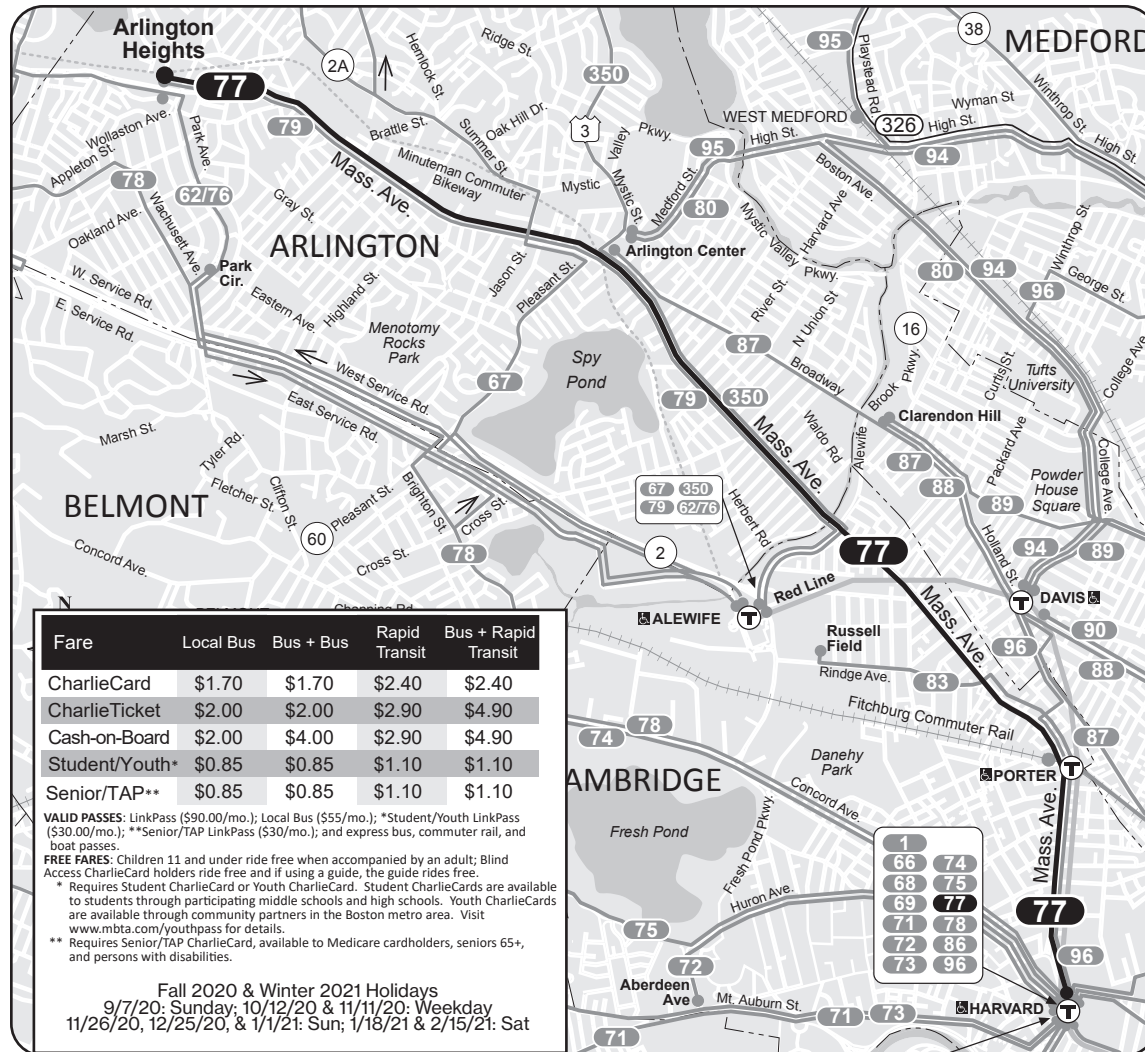 Arlington
Heights
77
79
2A
Hemlock St.
Ridge St.
350
95
Playstead Rd
38
MEDFORD
Winthrop St.
Wyman St
WEST MEDFORD
326
High St.
High St.
High St.
94
Wollaston Ave.
Appleton St.
Park Ave.
78
62/76
Wachusett Ave.
Oakland Ave.
Brattle St.
Summer St.
Oak Hill Dr.
Minuteman Commuter
Bikeway
Mass. Ave.
Gray St.
ARLINGTON
3
Valley
Pkwy.
Mystic
Mystic St.
Medford St.
95
80
Arlington Center
Boston Ave.
Harvard Ave
Mystic Valley
Pkwy.
River St.
N Union St
80
94
96
Winthrop St.
George St.
College Ave
Park
Cir.
W. Service Rd.
E. Service Rd.
Eastern Ave.
Highland St.
Jason St.
Pleasant St.
Menotomy
Rocks
Park
Spy
Pond
67
West Service Rd.
East Service Rd.
87
Broadway
16
Pkwy.
Brook
Alewife
Clarendon Hill
Curtis St.
Tufts
University
79
350
Mass. Ave.
Waldo Rd
Packard Ave
87
88
89
Powder
House
Square
College Ave.
Marsh St.
Tyler Rd.
Fletcher St.
Clifton St.
Pleasant St.
Brighton St.
Cross St.
Cross St.
BELMONT
60
78
Concord Ave.
67 350
79 62/76
Herbert Rd
77
2
Red Line
ALEWIFE
T
Holland St.
94
89
DAVIS
T
90
96
88
Mass. Ave.
Russell
Field
Rindge Ave.
83
Fitchburg Commuter Rail
87
PORTER
T
N
Channing Rd.
78
74
AMBRIDGE
Danehy
Park
Concord Ave.
Fresh Pond
Fresh Pond Pkwy.
Huron Ave.
75
72
Aberdeen
Ave
Mt. Auburn St.
71
71
73
1
66 74
68 75
69 77
71 78
72 86
73 96
Mass. Ave.
77
96
HARVARD
T
Fare Local Bus Bus + Bus Rapid Transit Bus + Rapid Transit
CharlieCard $1.70 $1.70 $2.40 $2.40
CharlieTicket $2.00 $2.00 $2.90 $4.90
Cash-on-Board $2.00 $4.00 $2.90 $4.90
Student/Youth* $0.85 $0.85 $1.10 $1.10
Senior/TAP** $0.85 $0.85 $1.10 $1.10
VALID PASSES: LinkPass ($90.00/mo.); Local Bus ($55/mo.); *Student/Youth LinkPass
($30.00/mo.); **Senior/TAP LinkPass ($30/mo.); and express bus, commuter rail, and
boat passes.
FREE FARES: Children 11 and under ride free when accompanied by an adult; Blind
Access CharlieCard holders ride free and if using a guide, the guide rides free.
* Requires Student CharlieCard or Youth CharlieCard. Student CharlieCards are available
to students through participating middle schools and high schools. Youth CharlieCards
are available through community partners in the Boston metro area. Visit
www.mbta.com/youthpass for details.
** Requires Senior/TAP CharlieCard, available to Medicare cardholders, seniors 65+,
and persons with disabilities.
Fall 2020 & Winter 2021 Holidays
9/7/20: Sunday; 10/12/20 & 11/11/20: Weekday
11/26/20, 12/25/20, & 1/1/21: Sun; 1/18/21 & 2/15/21: Sat